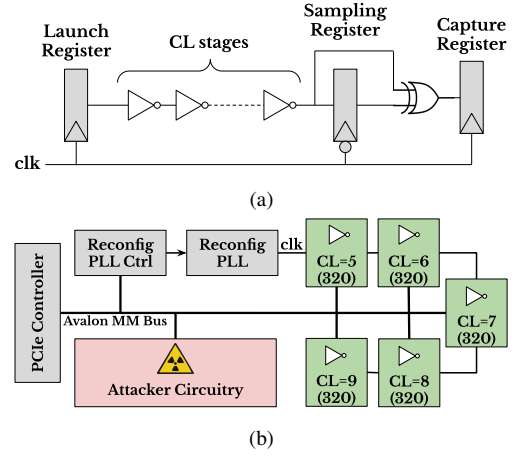 Launch
Register
CL stages
Sampling
Register
Capture
Register
clk
(a)
PCIe Controller
Reconfig
PLL Ctrl
Reconfig
PLL
clk
CL=5
(320)
CL=6
(320)
CL=7
(320)
Avalon MM Bus
Attacker Circuitry
CL=9
(320)
CL=8
(320)
(b)